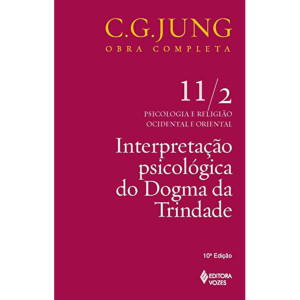 C.G.JUNG
OBRA COMPLETA
11/2
PSICOLOGIA E RELIGIÃO
OCIDENTAL E ORIENTAL
Interpretação
psicológica
do Dogma da
Trindade
10ª Edição
EDITORA
VOZES